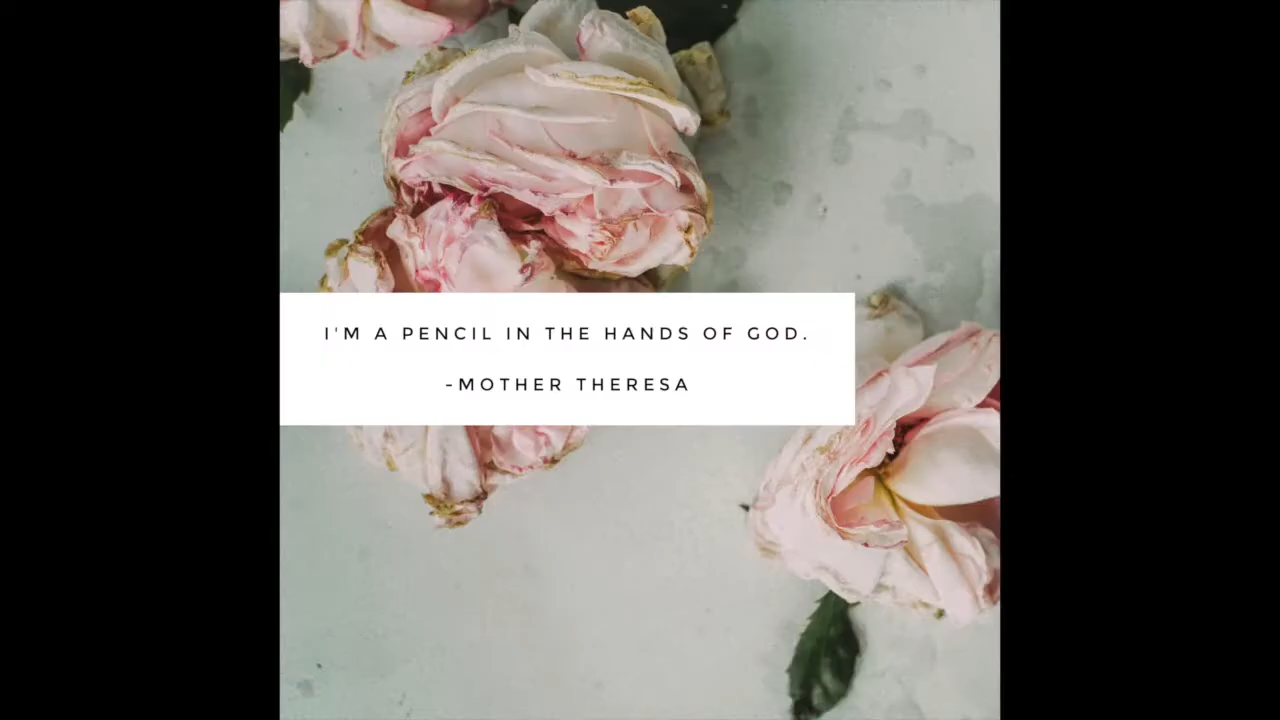 I'M A PENCIL IN THE HANDS OF GOD.
-MOTHER THERESA